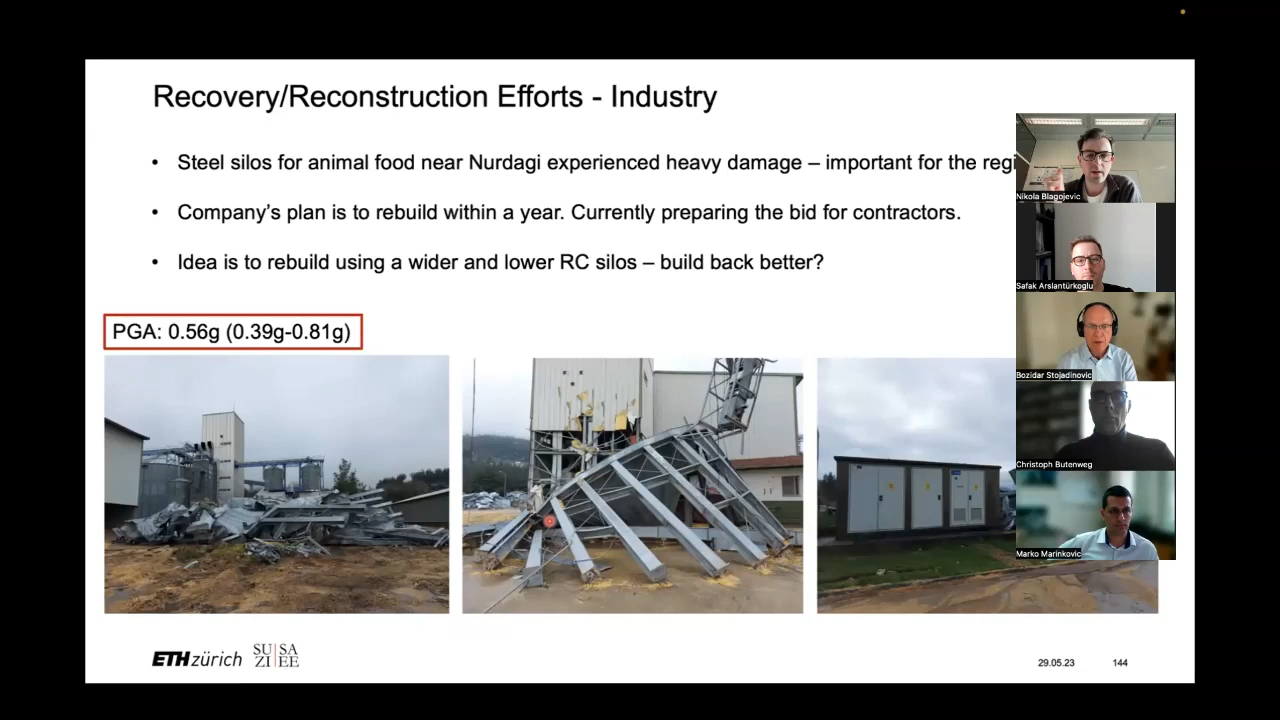 Recovery/Reconstruction Efforts - Industry
• Steel silos for animal food near Nurdagi experienced heavy damage – important for the regi
• Company's plan is to rebuild within a year. Currently preparing the bid for contractors.
• Idea is to rebuild using a wider and lower RC silos – build back better?
PGA: 0.56g (0.39g-0.81g)
Nikola Blagojevic
Safak Arslantürkoglu
Bozidar Stojadinovic
Christoph Butenweg
Marko Marinkovic
ETH zürich
SU|SA
ZI|EE
29.05.23
144